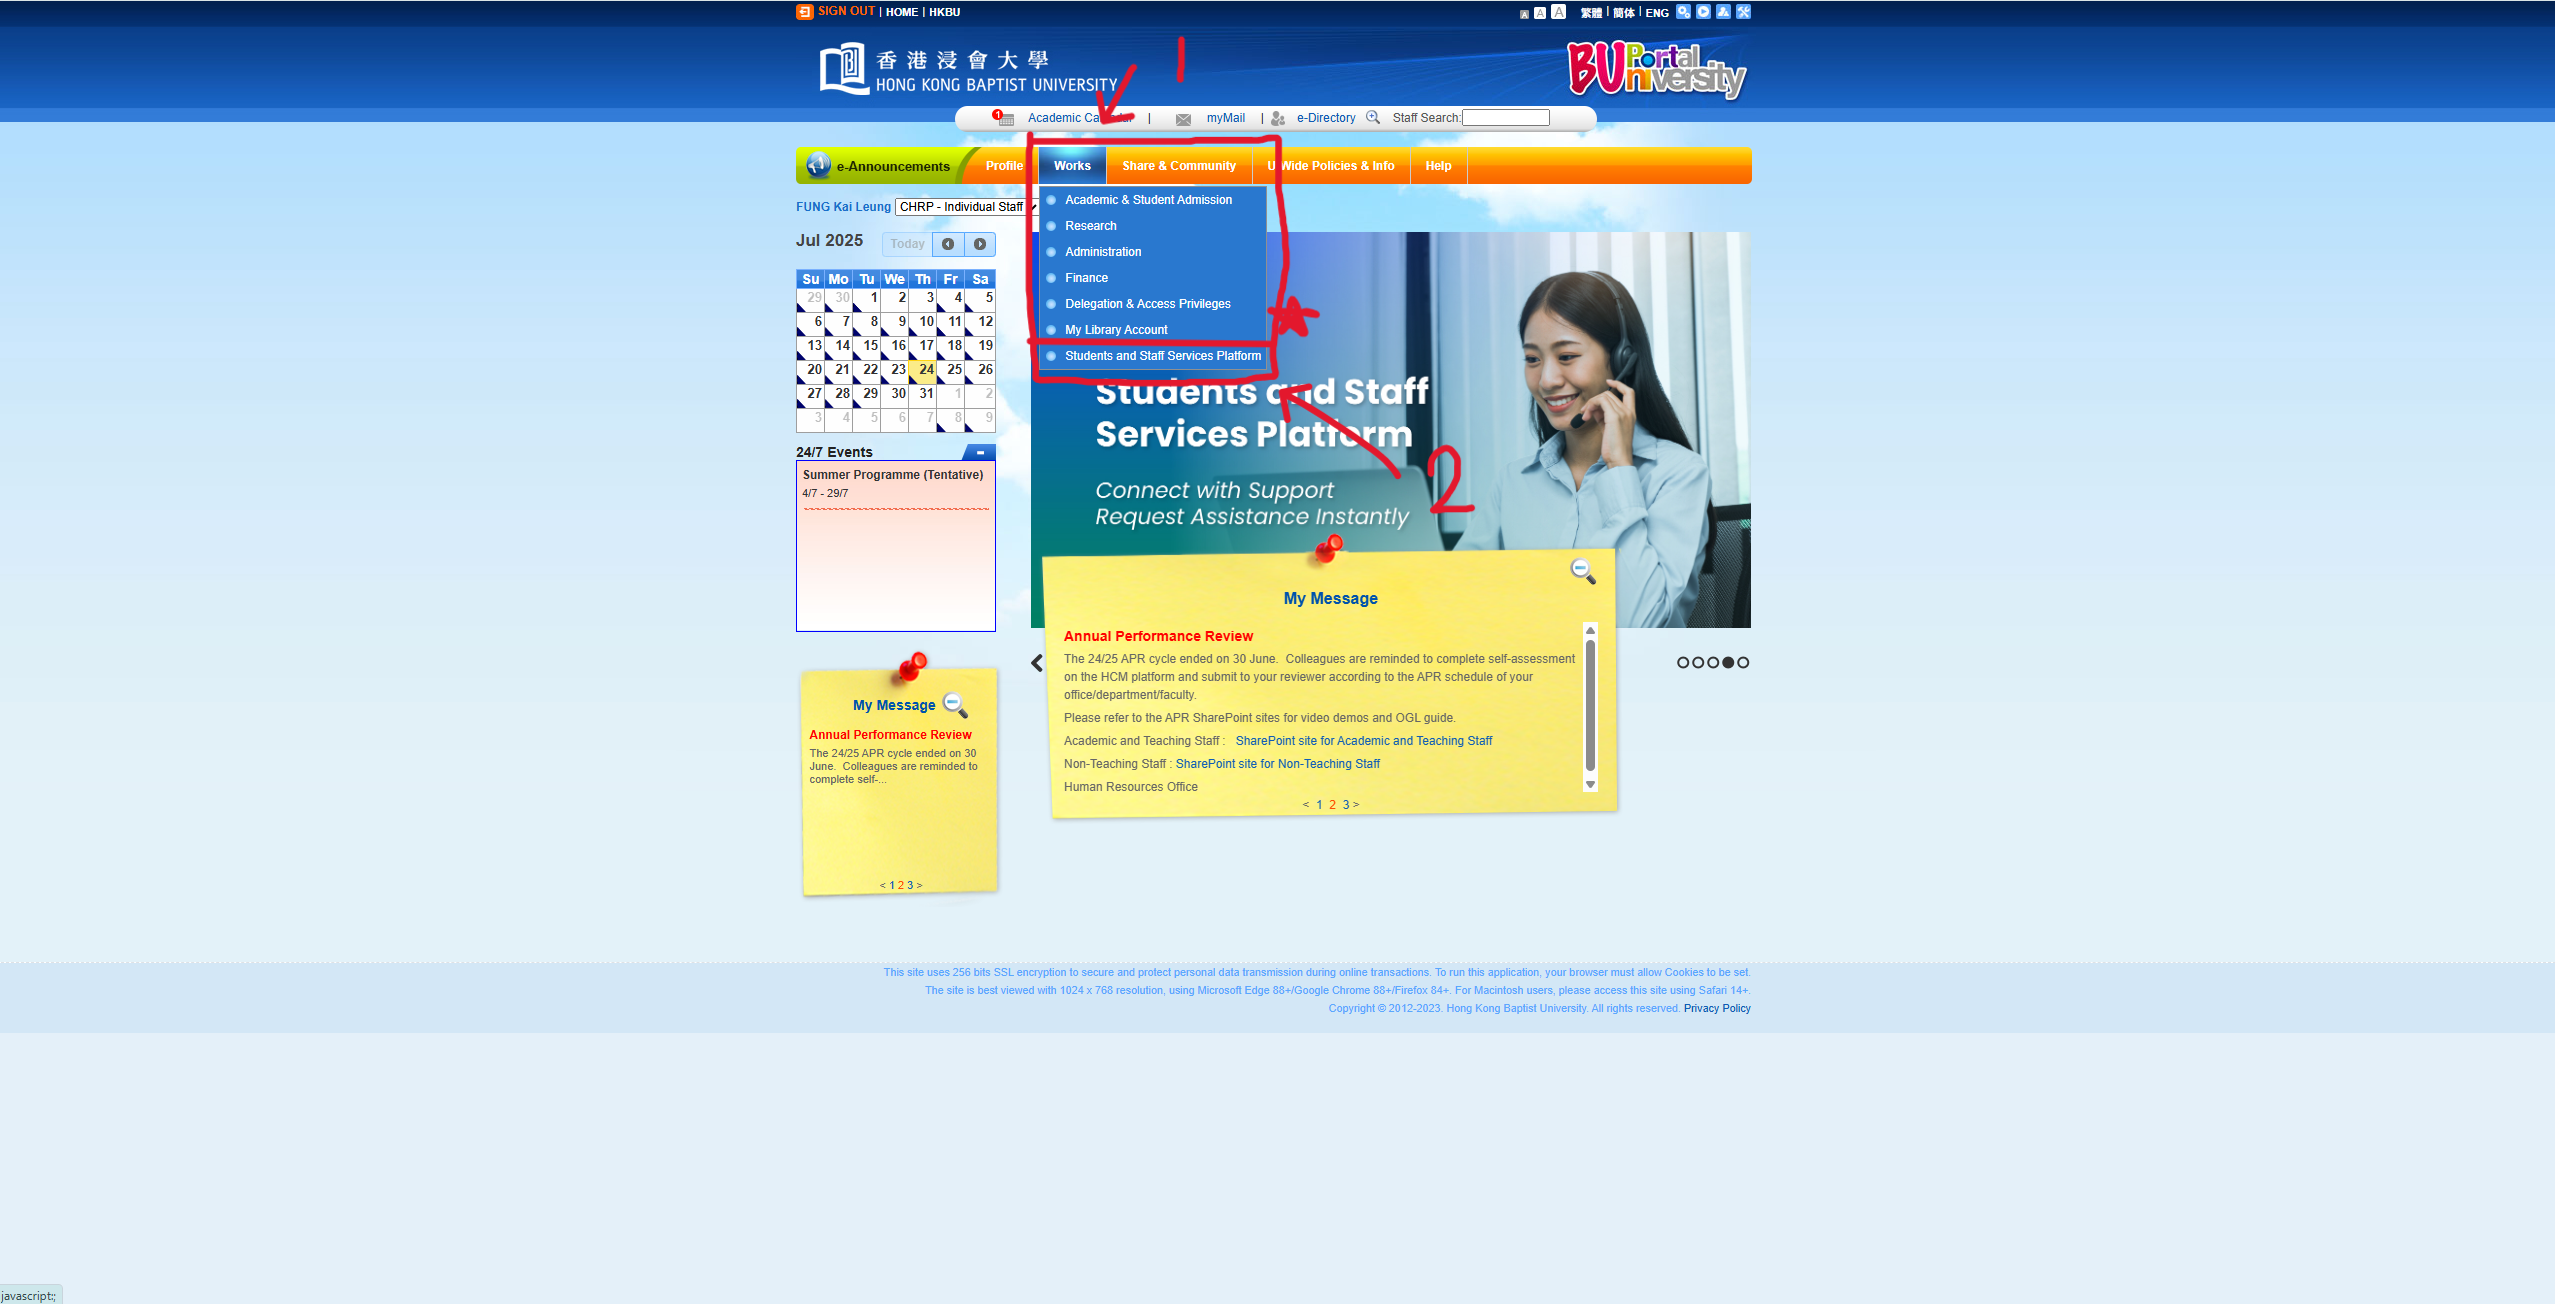 SIGN OUT | HOME | HKBU
A A A 繁體 | 簡体 | ENG
香港浸會大學
HONG KONG BAPTIST UNIVERSITY
1
BU Portal University
1 Academic Calendar | myMail | e-Directory Staff Search:
e-Announcements Profile Works Share & Community U-Wide Policies & Info Help
FUNG Kai Leung CHRP - Individual Staff
Academic & Student Admission
Research
Administration
Finance
Delegation & Access Privileges
My Library Account
Students and Staff Services Platform
Jul 2025 Today
Su Mo Tu We Th Fr Sa
29 30 1 2 3 4 5
6 7 8 9 10 11 12
13 14 15 16 17 18 19
20 21 22 23 24 25 26
27 28 29 30 31 1 2
3 4 5 6 7 8 9
24/7 Events
Summer Programme (Tentative)
4/7 - 29/7
~~~~~~~~~~~~~~~~~~~~~~~~~~~~~~
Students and Staff
Services Platform
2
Connect with Support
Request Assistance Instantly
My Message
Annual Performance Review
The 24/25 APR cycle ended on 30 June. Colleagues are reminded to complete self-assessment
on the HCM platform and submit to your reviewer according to the APR schedule of your
office/department/faculty.
Please refer to the APR SharePoint sites for video demos and OGL guide.
Academic and Teaching Staff : SharePoint site for Academic and Teaching Staff
Non-Teaching Staff : SharePoint site for Non-Teaching Staff
Human Resources Office
< 1 2 3 >
My Message
Annual Performance Review
The 24/25 APR cycle ended on 30
June. Colleagues are reminded to
complete self-...
< 1 2 3 >
This site uses 256 bits SSL encryption to secure and protect personal data transmission during online transactions. To run this application, your browser must allow Cookies to be set.
The site is best viewed with 1024 x 768 resolution, using Microsoft Edge 88+/Google Chrome 88+/Firefox 84+. For Macintosh users, please access this site using Safari 14+.
Copyright © 2012-2023. Hong Kong Baptist University. All rights reserved. Privacy Policy
javascript:;